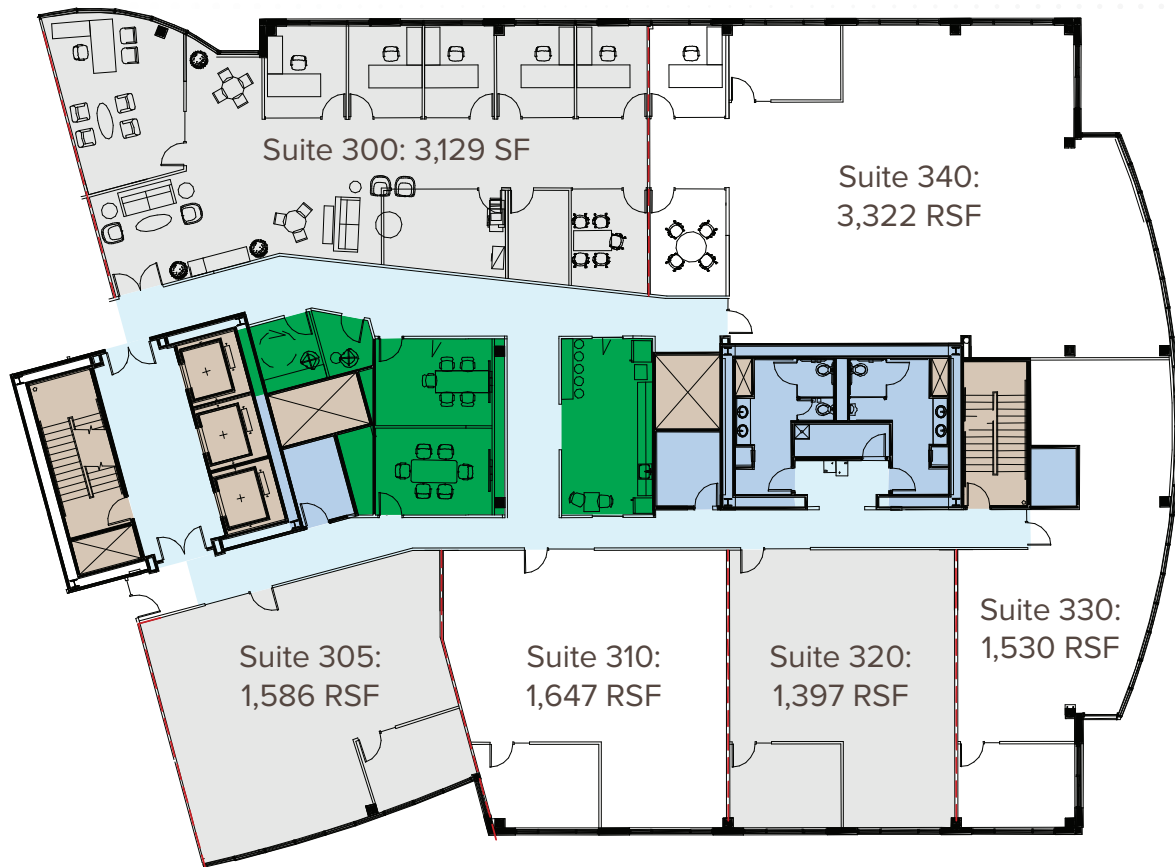 Suite 300: 3,129 SF
Suite 340:
3,322 RSF
Suite 305:
1,586 RSF
Suite 310:
1,647 RSF
Suite 320:
1,397 RSF
Suite 330:
1,530 RSF